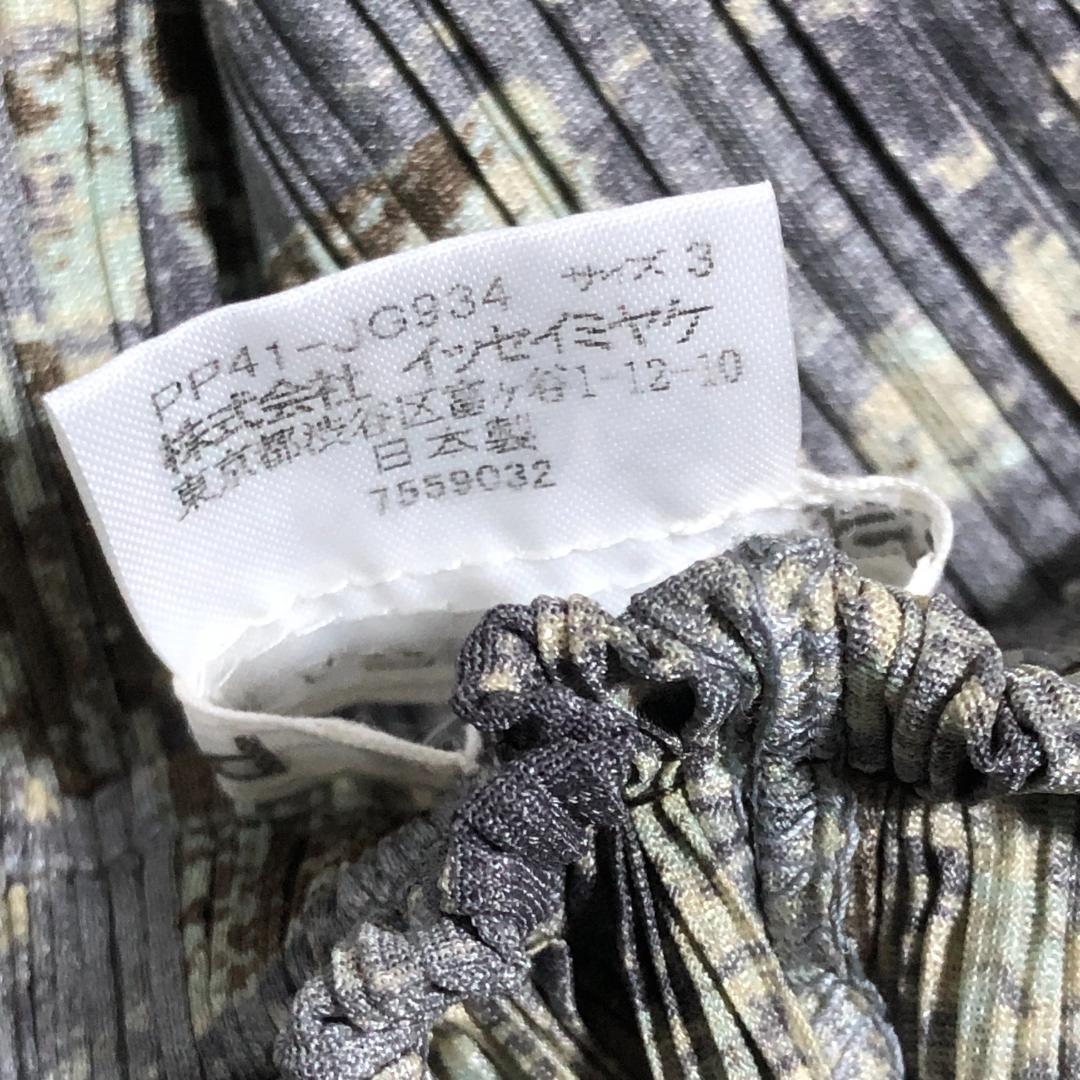 PP41-JG934 サイズ 3
株式会社 イッセイミヤケ
東京都渋谷区富ヶ谷1-12-10
日本製
7559032